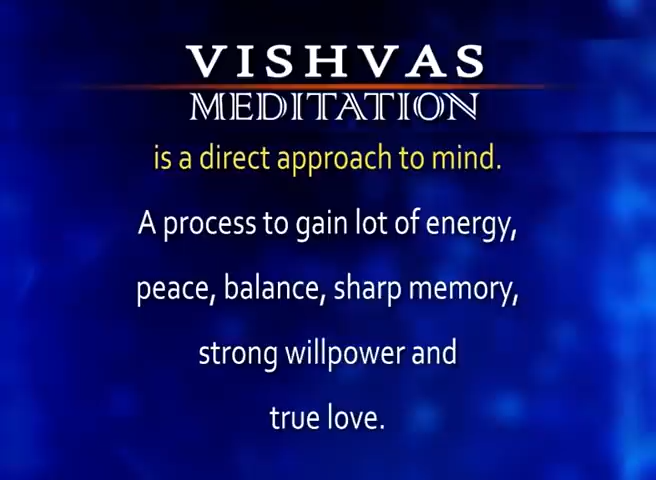 VISHVAS
MEDITATION
is a direct approach to mind.
A process to gain lot of energy,
peace, balance, sharp memory,
strong willpower and
true love.